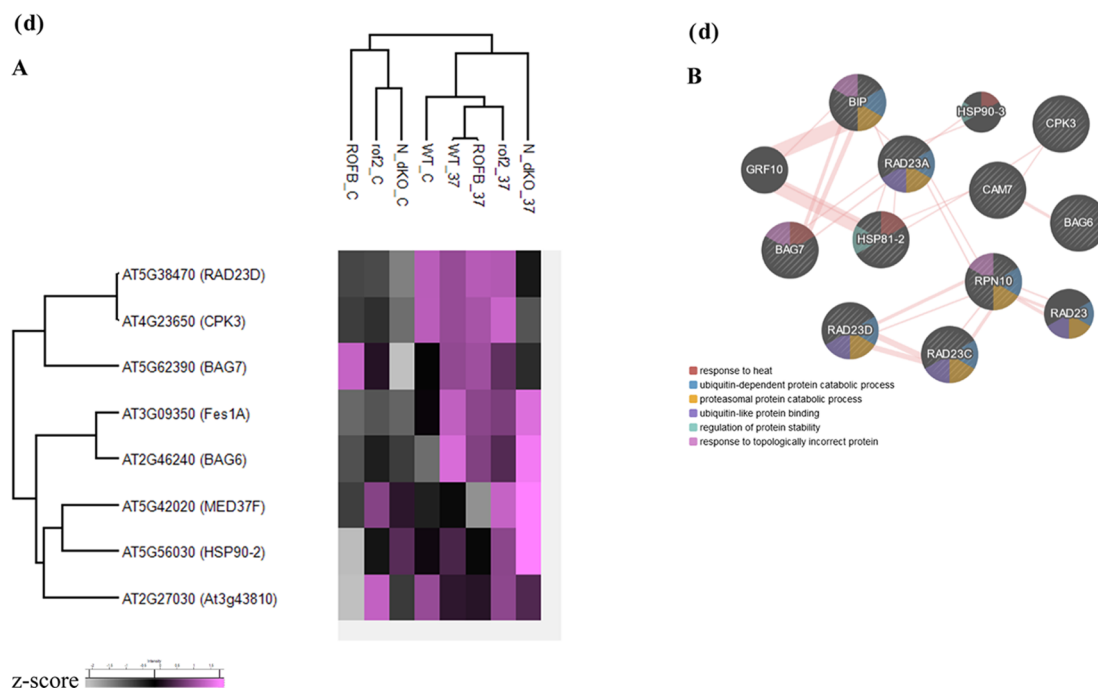 (d)
A
ROFB_C
rof2_C
N_dKO_C
WT_C
WT_37
ROFB_37
rof2_37
N_dKO_37
AT5G38470 (RAD23D)
AT4G23650 (CPK3)
AT5G62390 (BAG7)
AT3G09350 (Fes1A)
AT2G46240 (BAG6)
AT5G42020 (MED37F)
AT5G56030 (HSP90-2)
AT2G27030 (At3g43810)
z-score
(d)
B
BIP
HSP90-3
CPK3
GRF10
RAD23A
CAM7
BAG6
BAG7
HSP81-2
RPN10
RAD23D
RAD23
RAD23C
response to heat
ubiquitin-dependent protein catabolic process
proteasomal protein catabolic process
ubiquitin-like protein binding
regulation of protein stability
response to topologically incorrect protein